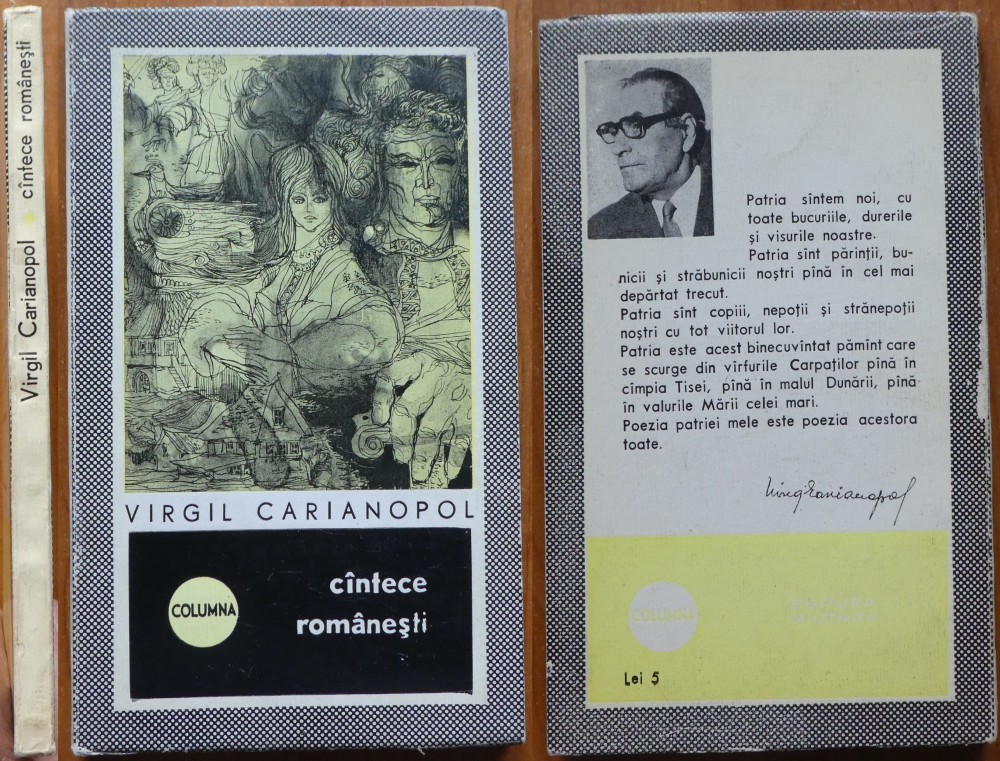 Virgil Carianopol cîntece românești
VIRGIL CARIANOPOL
COLUMNA
cîntece
românești
Patria sîntem noi, cu
toate bucuriile, durerile
și visurile noastre.
Patria sînt părinții, bu-
nicii și străbunicii noștri pînă în cel mai
depărtat trecut.
Patria sînt copiii, nepoții și strănepoții
noștri cu tot viitorul lor.
Patria este acest binecuvîntat pămînt care
se scurge din vîrfurile Carpaților pînă în
cîmpia Tisei, pînă în malul Dunării, pînă
în valurile Mării celei mari.
Poezia patriei mele este poezia acestora
toate.
COLUMNA
Lei 5